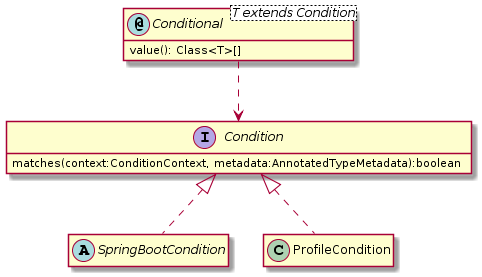 T extends Condition
@ Conditional
value(): Class<T>[]
I Condition
matches(context:ConditionContext, metadata:AnnotatedTypeMetadata):boolean
A SpringBootCondition
C ProfileCondition